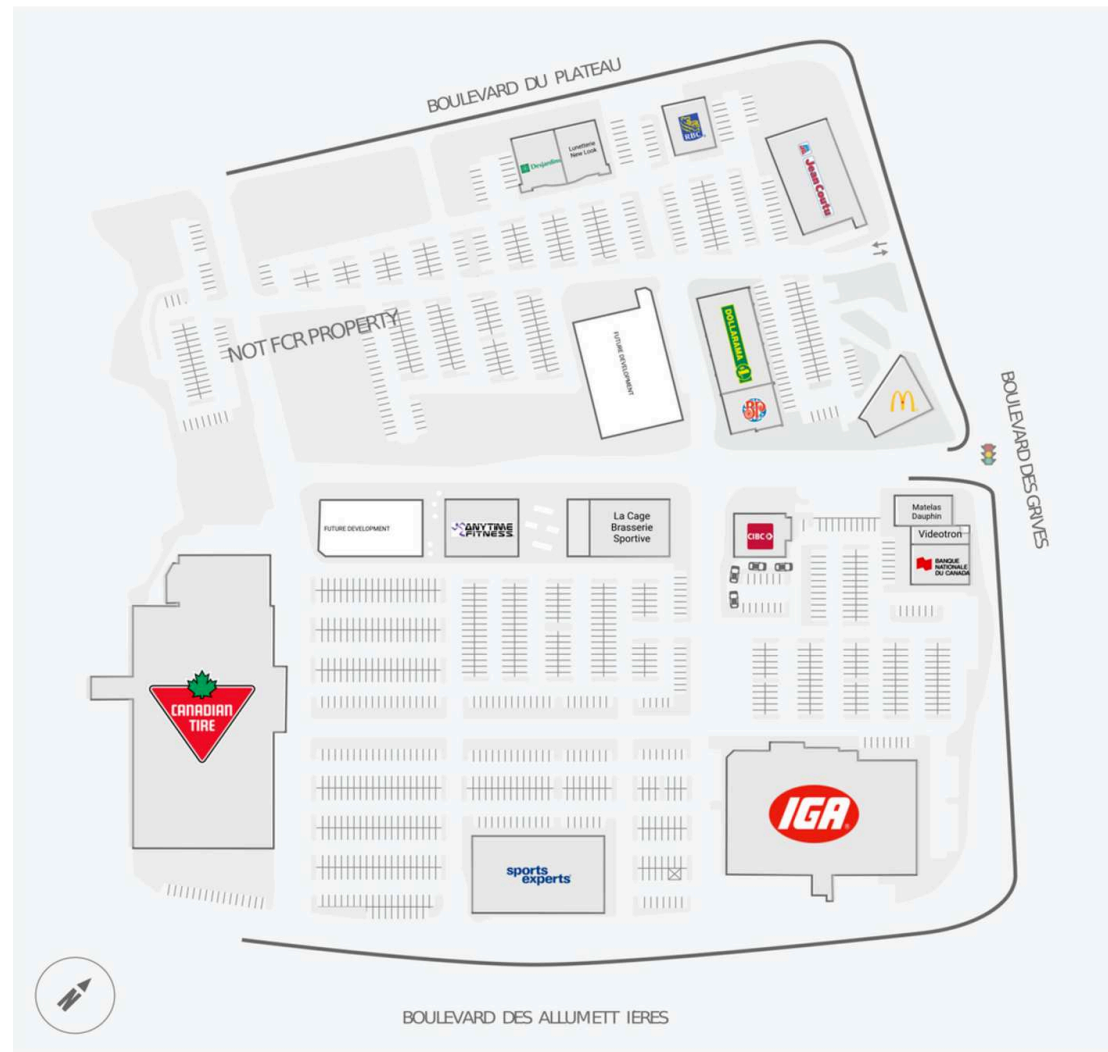 BOULEVARD DU PLATEAU
RBC
Desjardins
Lunetterie
New Look
Jean Coutu
NOT FCR PROPERTY
FUTURE DEVELOPMENT
DOLLARAMA
BP
BOULEVARD DES GRIVES
FUTURE DEVELOPMENT
ANYTIME
FITNESS
La Cage
Brasserie
Sportive
CIBC
Matelas
Dauphin
Videotron
BANQUE
NATIONALE
DU CANADA
CANADIAN
TIRE
IGA
sports
experts
N
BOULEVARD DES ALLUMETT IERES